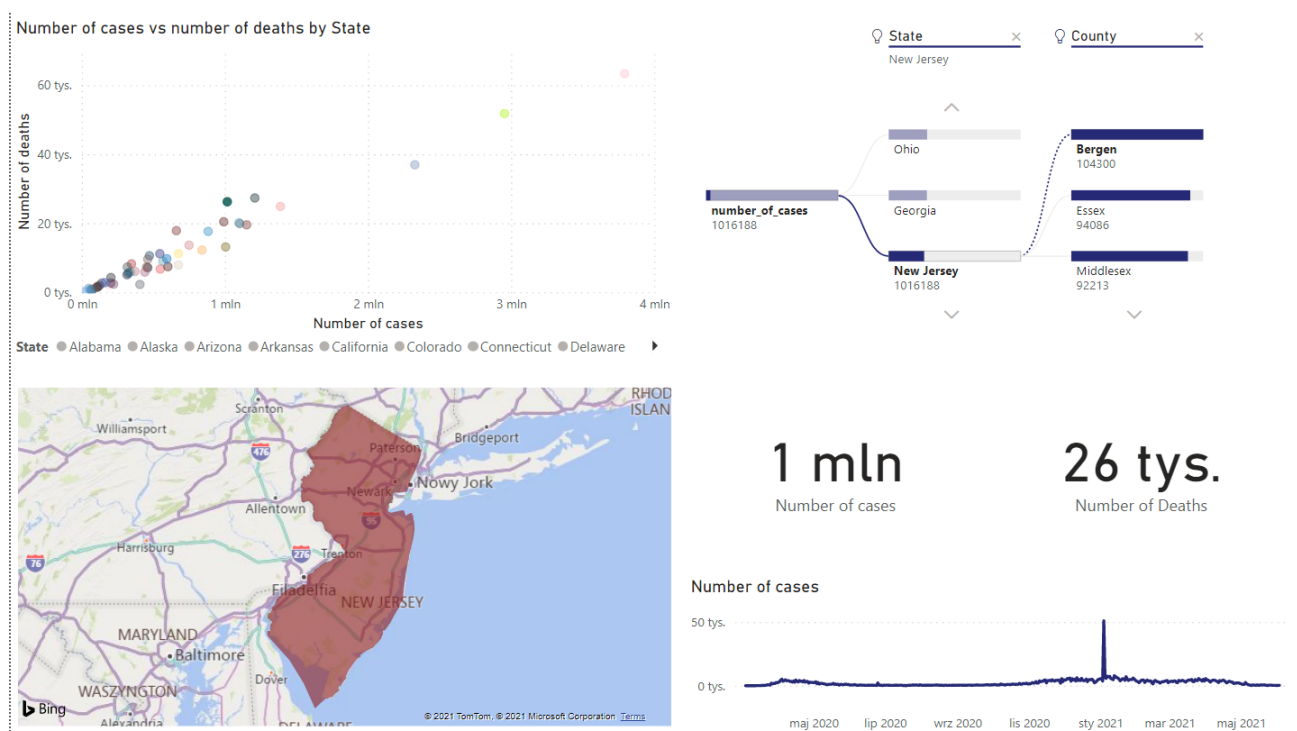 Number of cases vs number of deaths by State
60 tys.
40 tys.
20 tys.
0 tys.
Number of deaths
0 mln 1 mln 2 mln 3 mln 4 mln
Number of cases
State Alabama Alaska Arizona Arkansas California Colorado Connecticut Delaware
State
New Jersey
County
number_of_cases
1016188
Ohio
Georgia
New Jersey
1016188
Bergen
104300
Essex
94086
Middlesex
92213
RHOD
ISLAN
Scranton
Williamsport
Bridgeport
Paterson
476
Nowy Jork
Newark
Allentown
95
Harrisburg
276
Trenton
76
Filadelfia
NEW JERSEY
MARYLAND
Baltimore
Dover
WASZYNGTON
Alexandria
DELAWARE
Bing
© 2021 TomTom, © 2021 Microsoft Corporation Terms
1 mln
Number of cases
26 tys.
Number of Deaths
Number of cases
50 tys.
0 tys.
maj 2020 lip 2020 wrz 2020 lis 2020 sty 2021 mar 2021 maj 2021